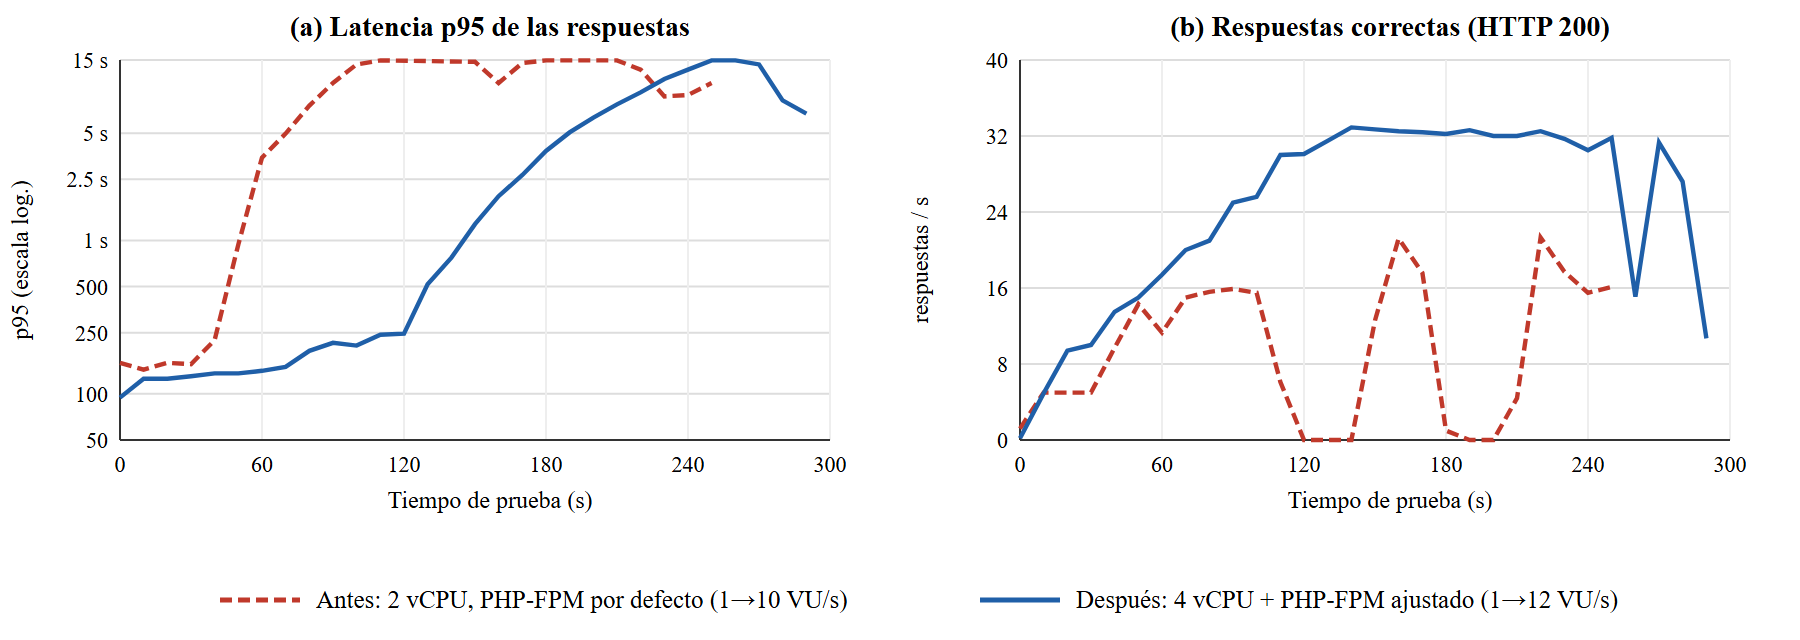 (a) Latencia p95 de las respuestas
15 s
5 s
2.5 s
1 s
500
250
100
50
p95 (escala log.)
0 60 120 180 240 300
Tiempo de prueba (s)
(b) Respuestas correctas (HTTP 200)
40
32
24
16
8
0
respuestas / s
0 60 120 180 240 300
Tiempo de prueba (s)
Antes: 2 vCPU, PHP-FPM por defecto (1→10 VU/s)
Después: 4 vCPU + PHP-FPM ajustado (1→12 VU/s)